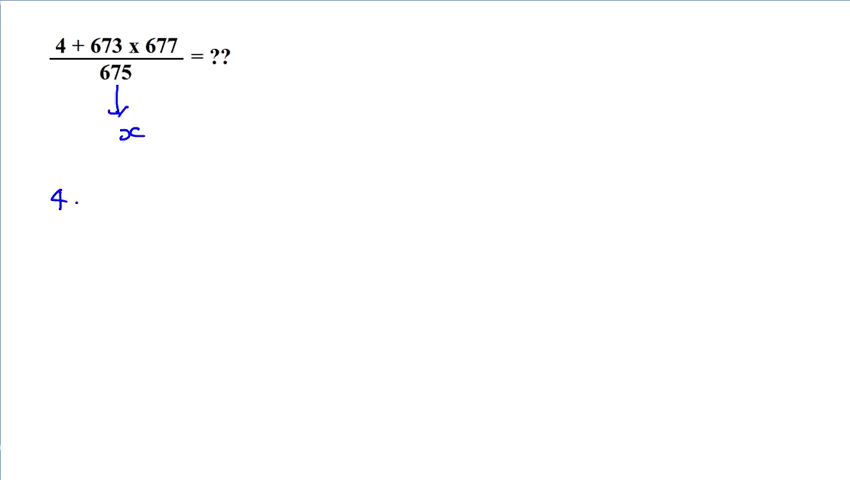 4 + 673 x 677
675
= ??
x
4 .